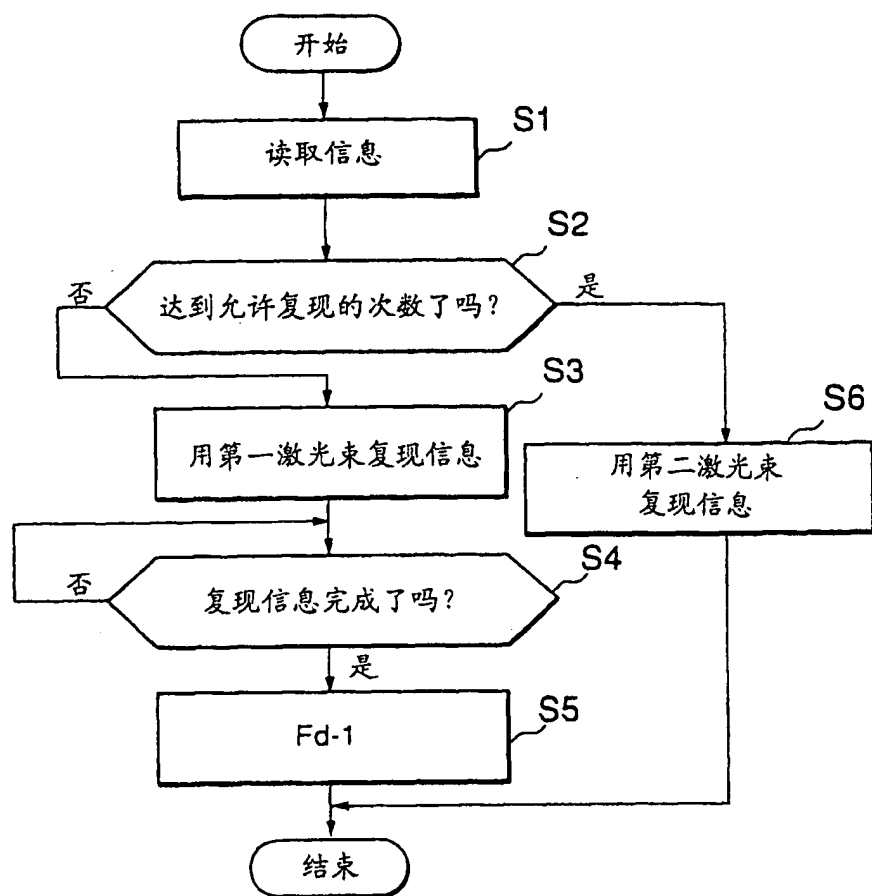 开始
S1
读取信息
S2
否
达到允许复现的次数了吗?
是
S3
用第一激光束复现信息
S6
用第二激光束
复现信息
S4
否
复现信息完成了吗?
是
S5
Fd-1
结束